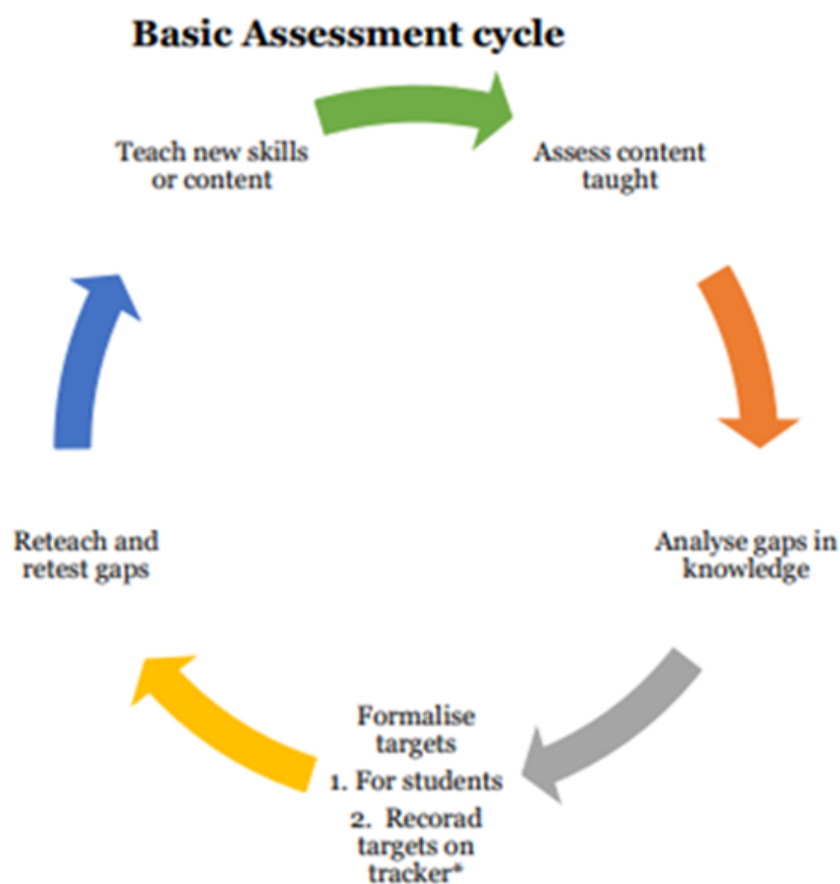 Basic Assessment cycle
Teach new skills
or content
Assess content
taught
Analyse gaps in
knowledge
Formalise
targets
1. For students
2. Recorad
targets on
tracker*
Reteach and
retest gaps